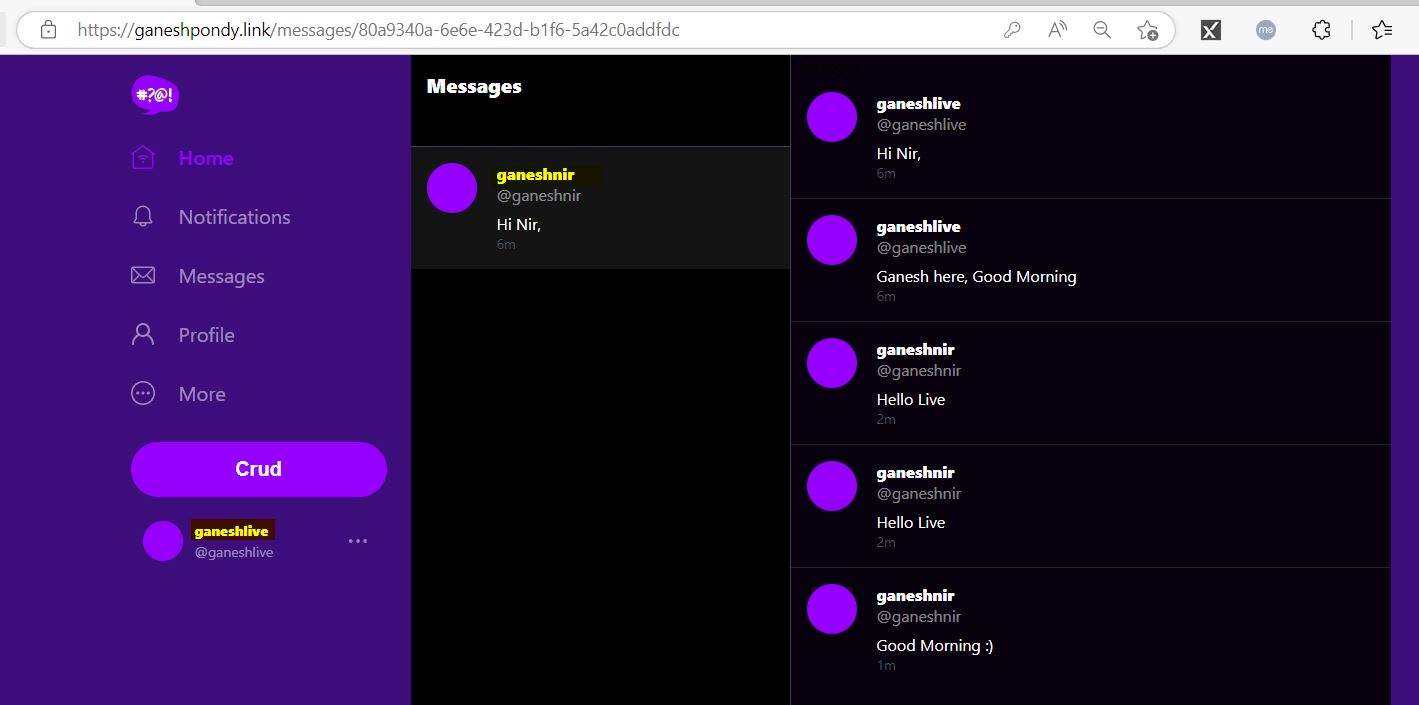 https://ganeshpondy.link/messages/80a9340a-6e6e-423d-b1f6-5a42c0addfdc
me
#?@!
Home
Notifications
Messages
Profile
More
Crud
ganeshlive
@ganeshlive
Messages
ganeshnir
@ganeshnir
Hi Nir,
6m
Messages
ganeshlive
@ganeshlive
Hi Nir,
6m
ganeshlive
@ganeshlive
Ganesh here, Good Morning
6m
ganeshnir
@ganeshnir
Hello Live
2m
ganeshnir
@ganeshnir
Hello Live
2m
ganeshnir
@ganeshnir
Good Morning :)
1m